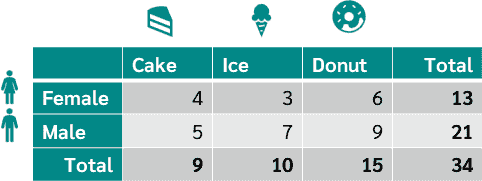 Cake Ice Donut Total
Female 4 3 6 13
Male 5 7 9 21
Total 9 10 15 34